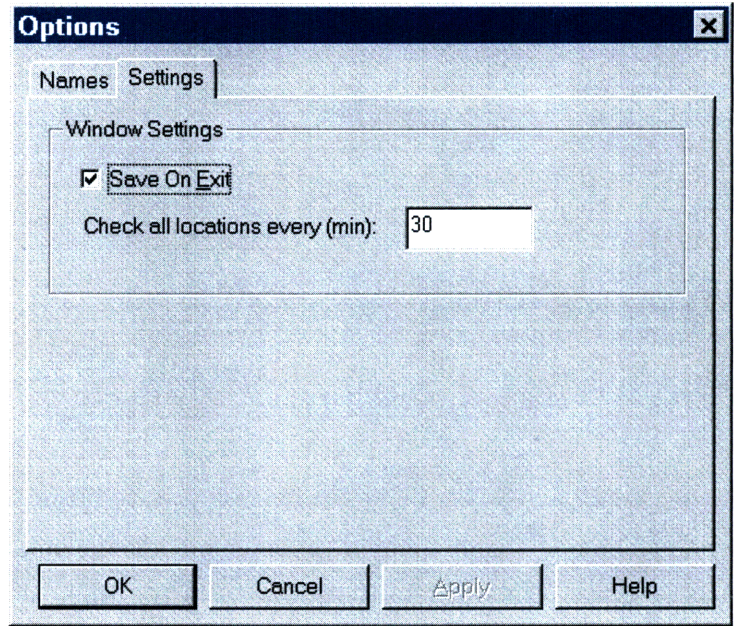 Options
Names Settings
Window Settings
Save On Exit
Check all locations every (min): 30
OK Cancel Apply Help